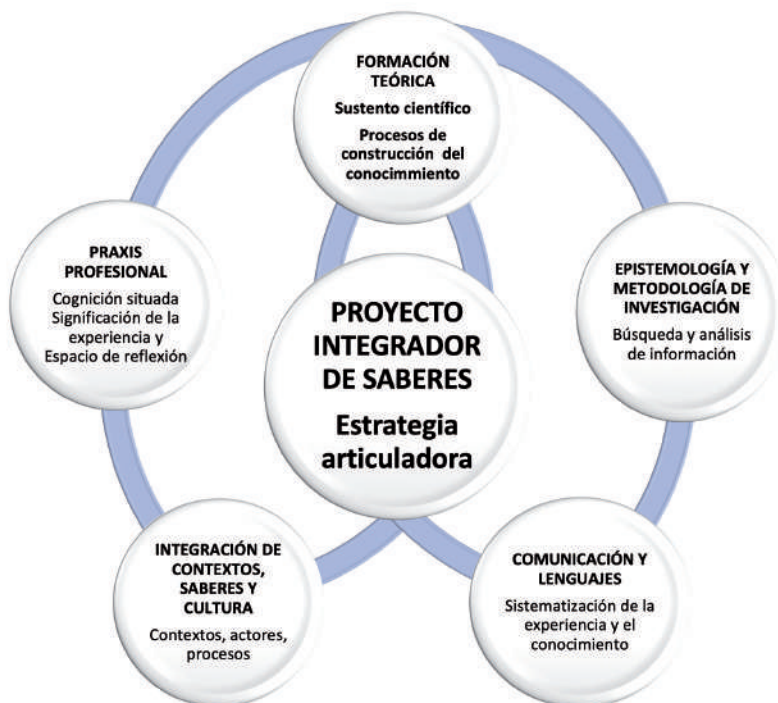 FORMACIÓN
TEÓRICA
Sustento científico
Procesos de
construcción del
conocimmiento
PRAXIS
PROFESIONAL
Cognición situada
Significación de la
experiencia y
Espacio de reflexión
EPISTEMOLOGÍA Y
METODOLOGÍA DE
INVESTIGACIÓN
Búsqueda y análisis
de información
PROYECTO
INTEGRADOR
DE SABERES
Estrategia
articuladora
INTEGRACIÓN DE
CONTEXTOS,
SABERES Y
CULTURA
Contextos, actores,
procesos
COMUNICACIÓN Y
LENGUAJES
Sistematización de la
experiencia y el
conocimiento